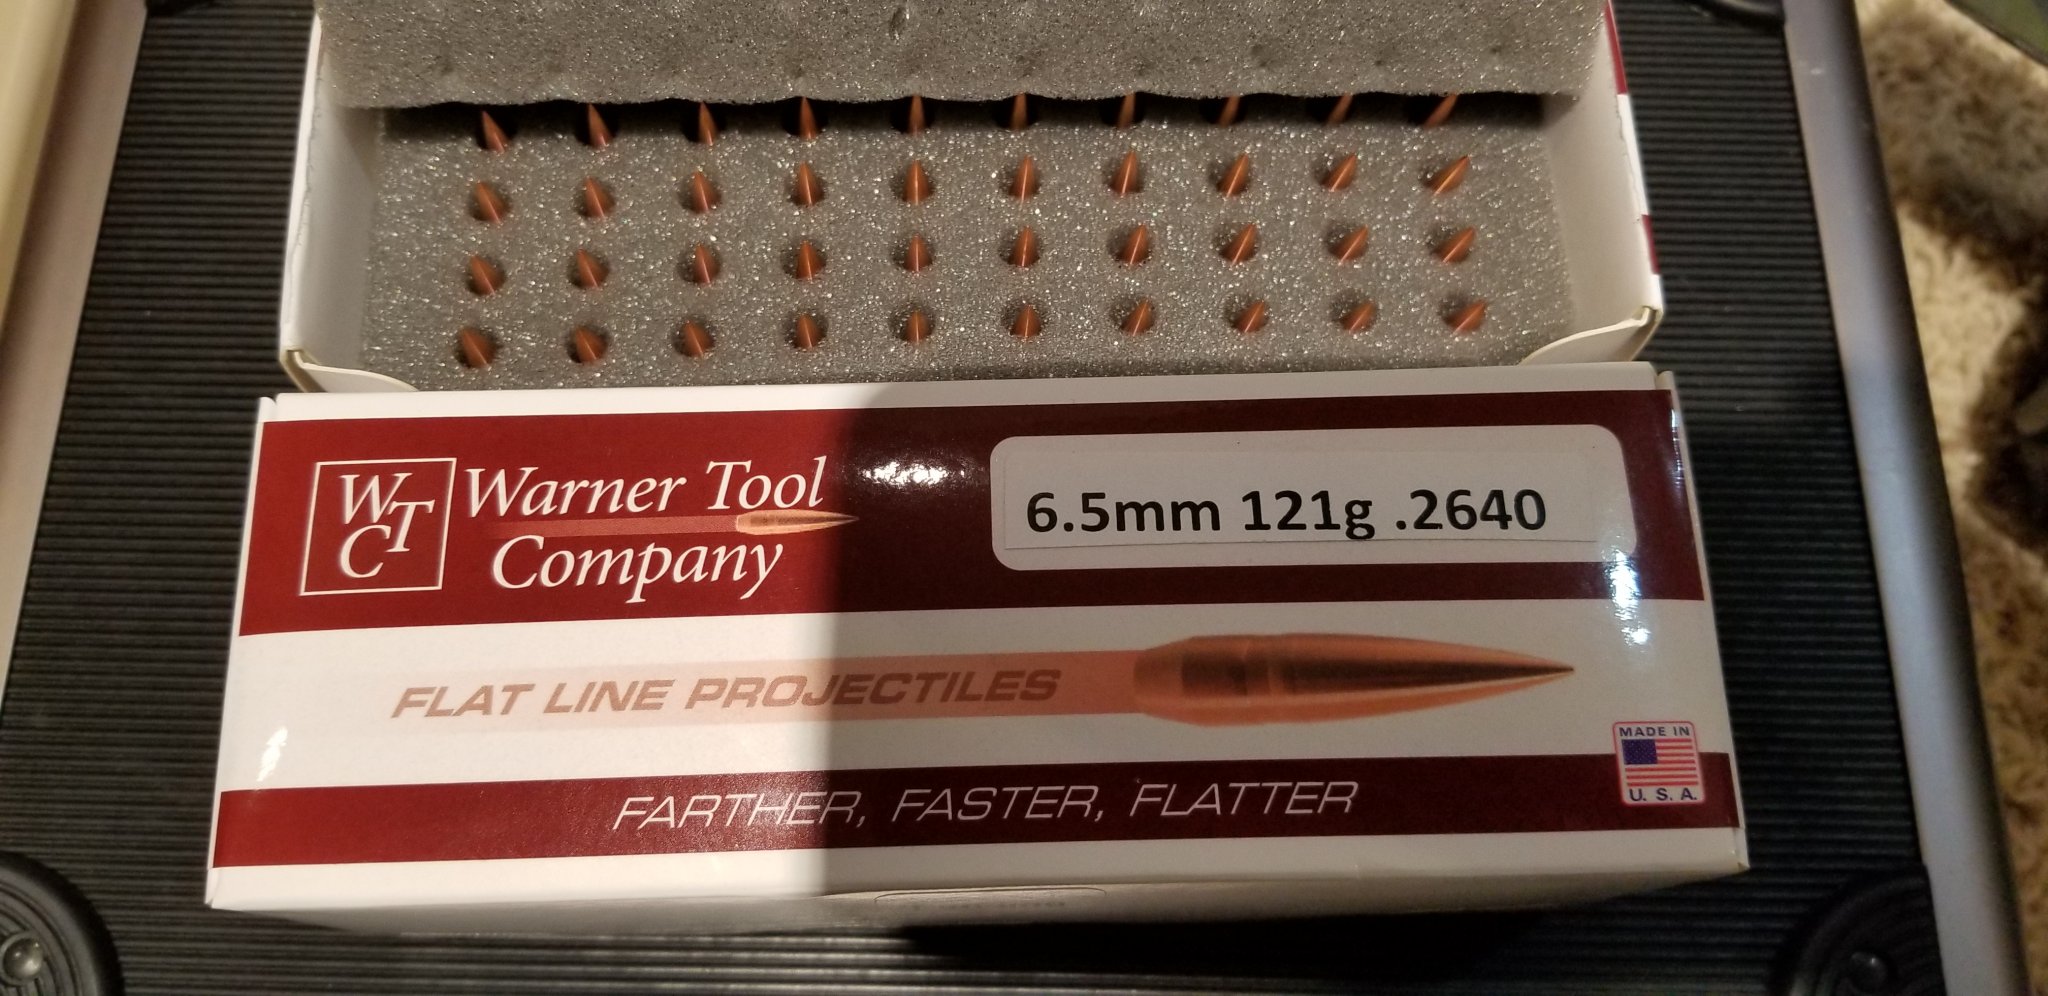 WTC
Warner Tool
Company
6.5mm 121g .2640
FLAT LINE PROJECTILES
MADE IN
U. S. A.
FARTHER, FASTER, FLATTER